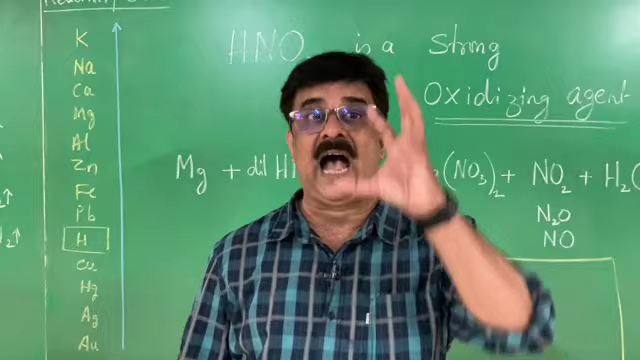 K
Na
Ca
Mg
Al
Zn
Fe
Pb
H
Cu
Hg
Ag
Au
HNO is a Strong
Oxidizing agent
Mg + dil H (NO₃)₂ + NO₂ + H₂
N₂O
NO